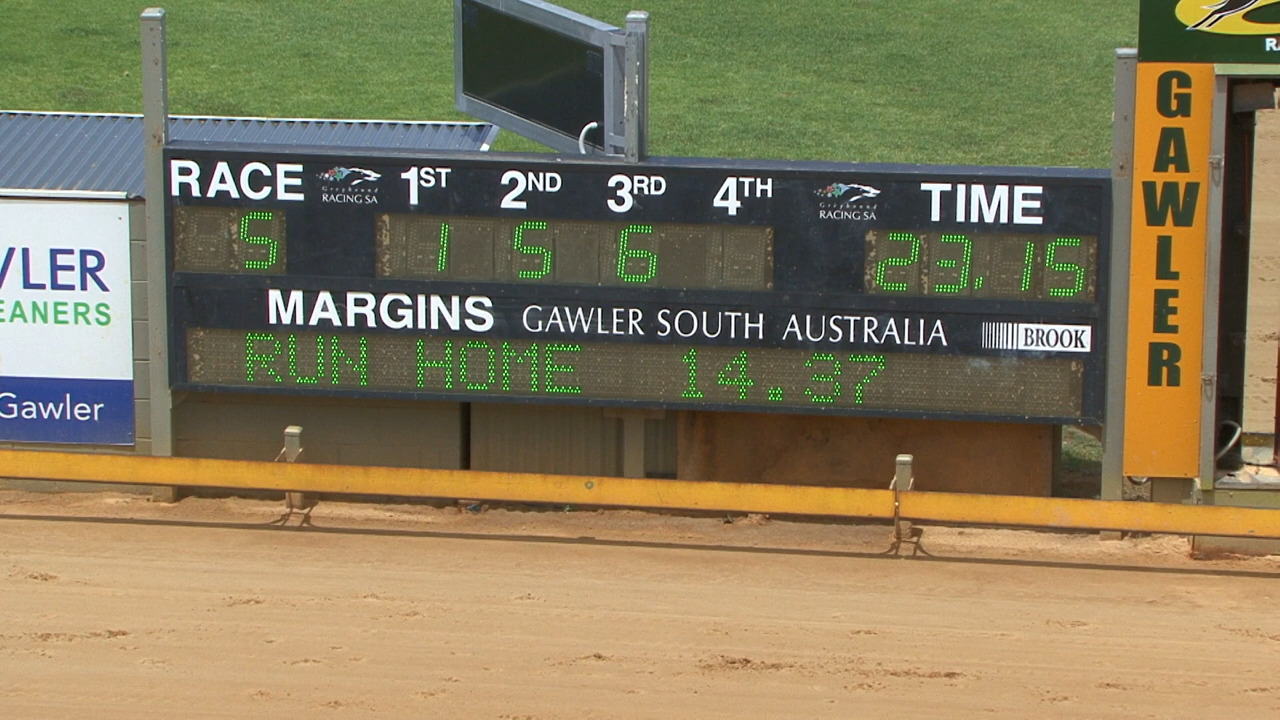 RACE Greyhound RACING SA 1ST 2ND 3RD 4TH Greyhound RACING SA TIME
5 1 5 6 23.15
MARGINS GAWLER SOUTH AUSTRALIA BROOK
RUN HOME 14.37
GAWLER
VLER
EANERS
Gawler